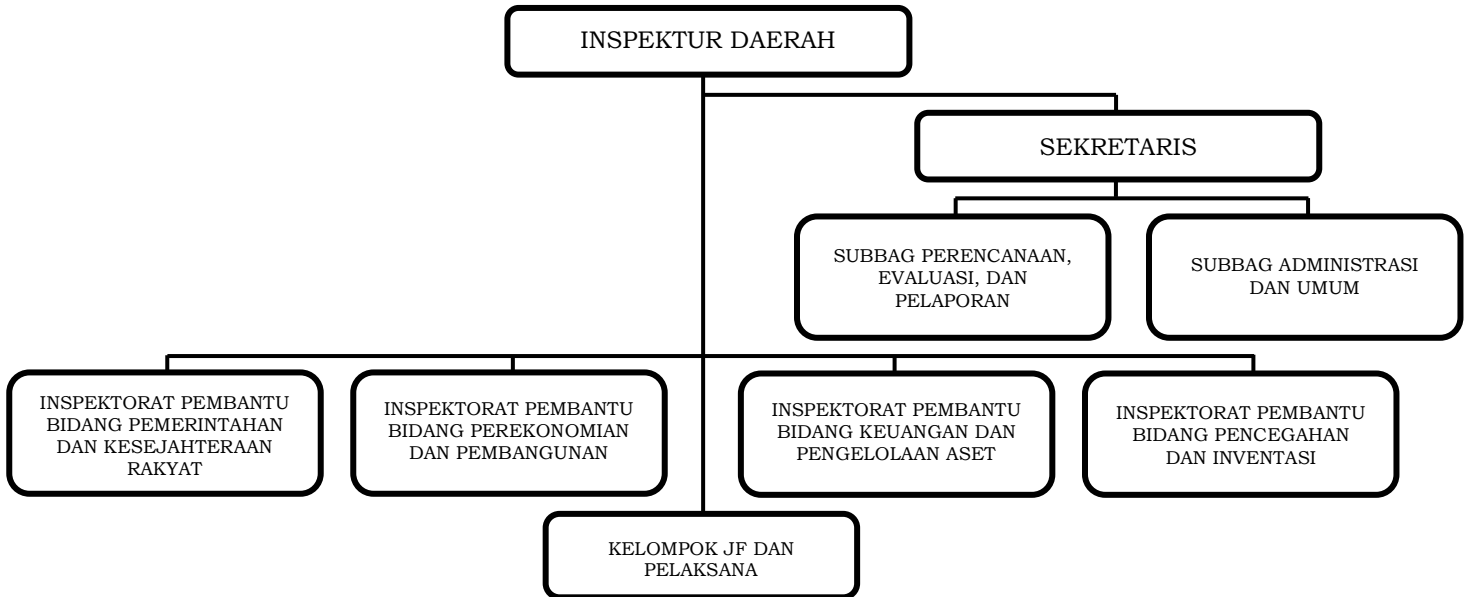 INSPEKTUR DAERAH
SEKRETARIS
SUBBAG PERENCANAAN,
EVALUASI, DAN
PELAPORAN
SUBBAG ADMINISTRASI
DAN UMUM
INSPEKTORAT PEMBANTU
BIDANG PEMERINTAHAN
DAN KESEJAHTERAAN
RAKYAT
INSPEKTORAT PEMBANTU
BIDANG PEREKONOMIAN
DAN PEMBANGUNAN
INSPEKTORAT PEMBANTU
BIDANG KEUANGAN DAN
PENGELOLAAN ASET
INSPEKTORAT PEMBANTU
BIDANG PENCEGAHAN
DAN INVENTASI
KELOMPOK JF DAN
PELAKSANA